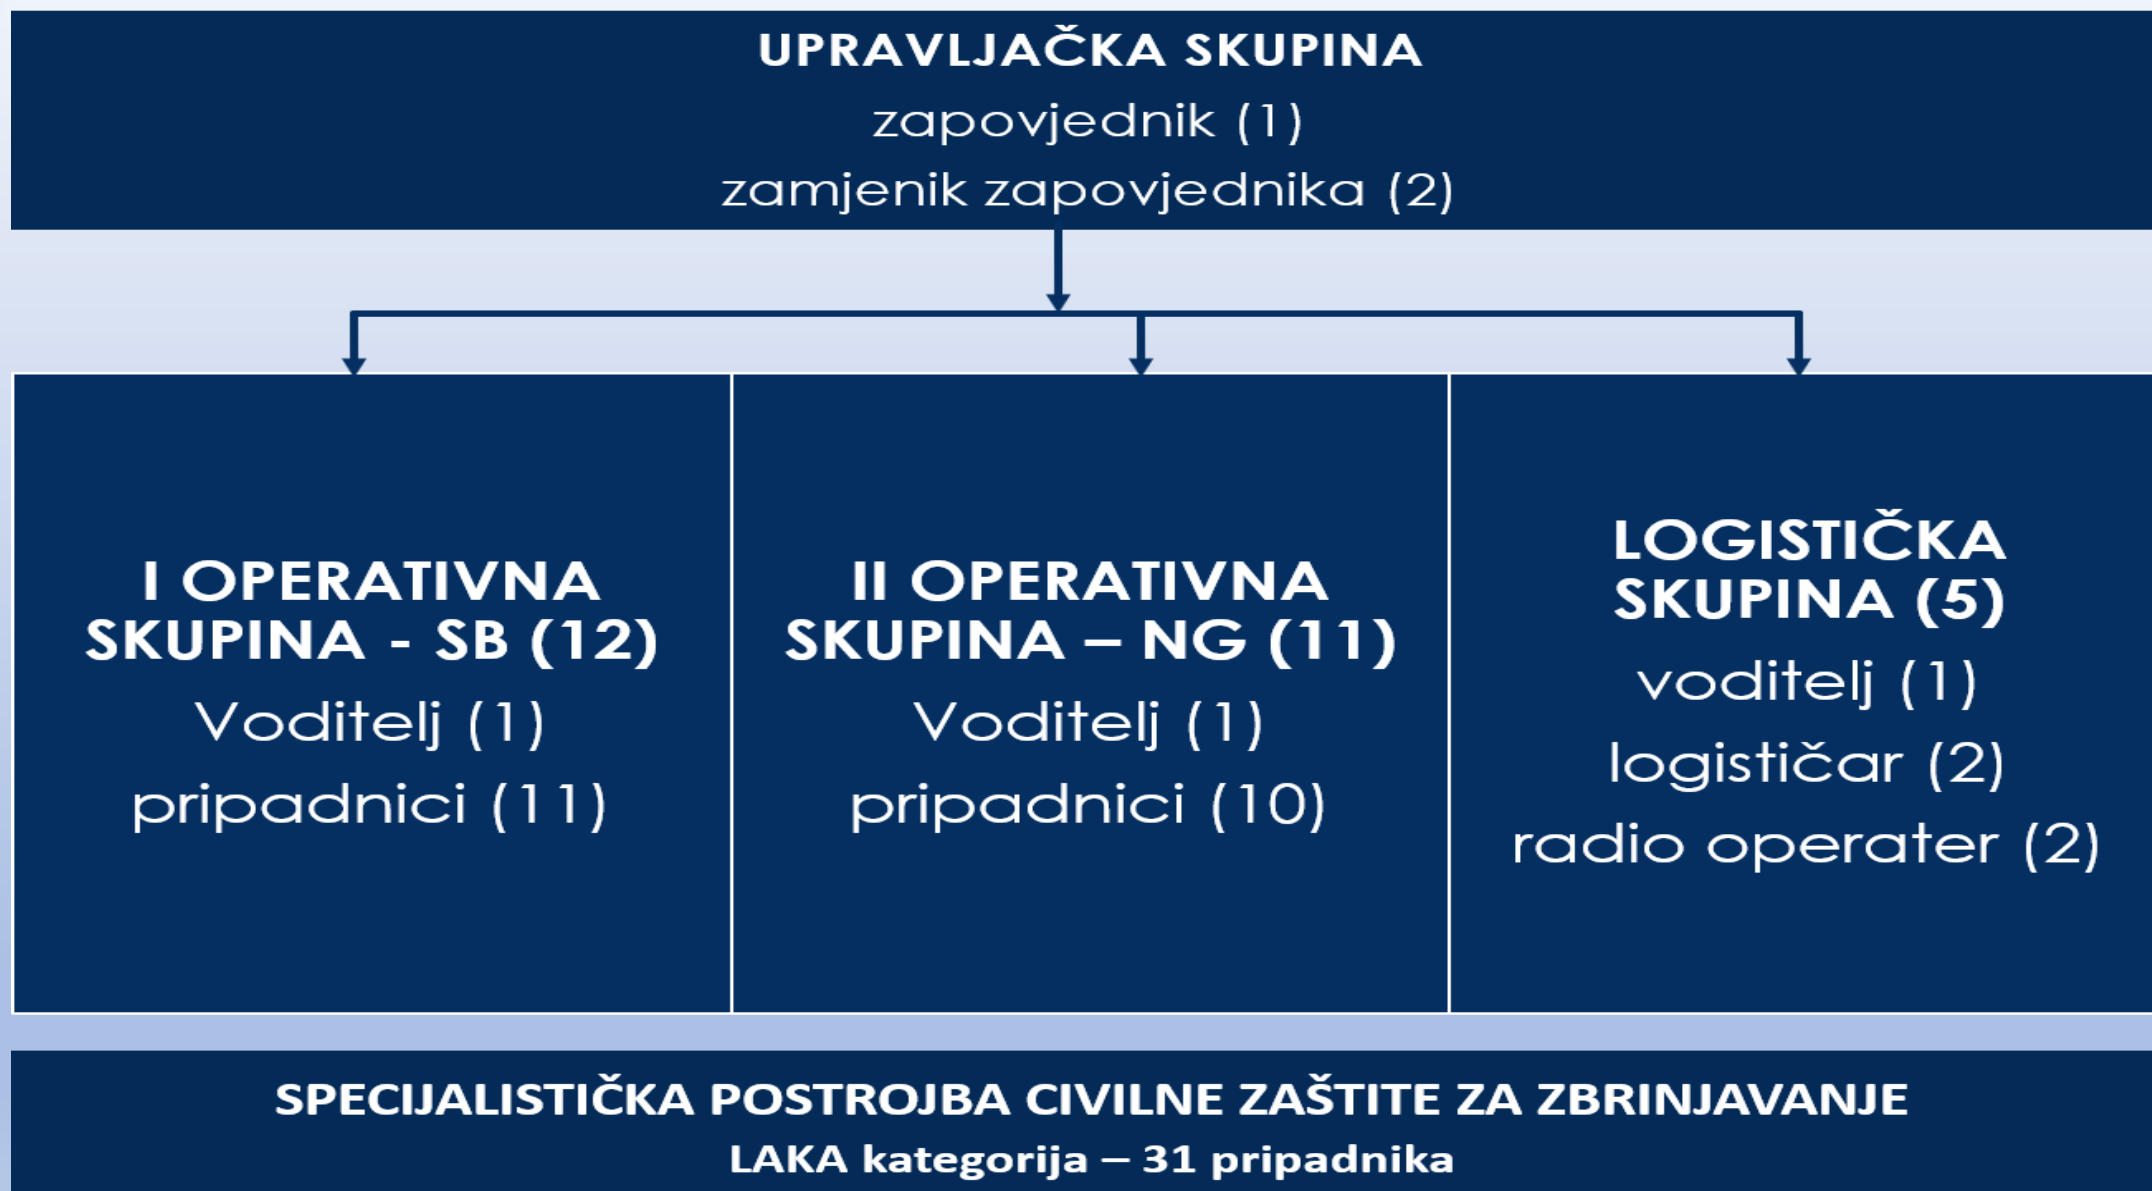 UPRAVLJAČKA SKUPINA
zapovjednik (1)
zamjenik zapovjednika (2)
I OPERATIVNA
SKUPINA - SB (12)
Voditelj (1)
pripadnici (11)
II OPERATIVNA
SKUPINA – NG (11)
Voditelj (1)
pripadnici (10)
LOGISTIČKA
SKUPINA (5)
voditelj (1)
logističar (2)
radio operater (2)
SPECIJALISTIČKA POSTROJBA CIVILNE ZAŠTITE ZA ZBRINJAVANJE
LAKA kategorija – 31 pripadnika